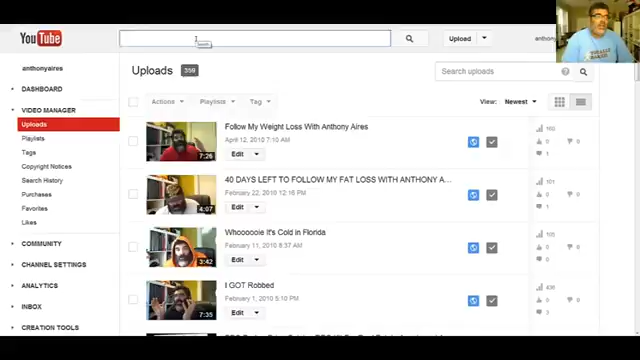 YouTube
Search
Upload
anthony
anthonyaires
Uploads 359
Search uploads
DASHBOARD
VIDEO MANAGER
Uploads
Playlists
Tags
Copyright Notices
Search History
Purchases
Favorites
Likes
COMMUNITY
CHANNEL SETTINGS
ANALYTICS
INBOX
CREATION TOOLS
Actions Playlists Tag View: Newest
Follow My Weight Loss With Anthony Aires
April 12, 2010 7:10 AM
Edit
7:26
40 DAYS LEFT TO FOLLOW MY FAT LOSS WITH ANTHONY A...
February 22, 2010 12:16 PM
Edit
4:07
Whooooooie It's Cold in Florida
February 11, 2010 8:37 AM
Edit
3:42
I GOT Robbed
February 1, 2010 5:10 PM
Edit
7:35